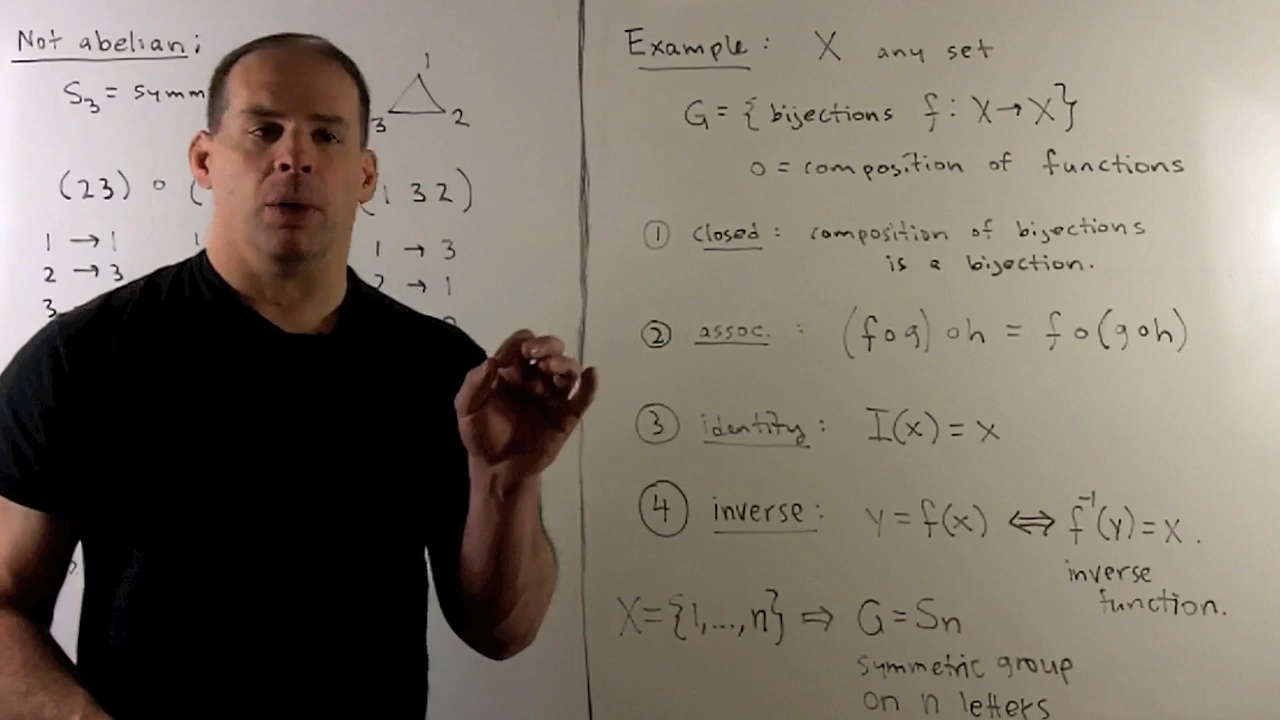 Not abelian:
S3 = symm
1
3 2
(23) ∘ (
1 3 2)
1 → 1
1 → 3
2 → 3
→ 1
3
Example: X any set
G = { bijections f: X→X }
∘ = composition of functions
① closed: composition of bijections
is a bijection.
② assoc. : (f∘g)∘h = f∘(g∘h)
③ identity: I(x) = x
④ inverse: y = f(x) ⟺ f⁻¹(y) = x.
inverse
function.
X = {1,...,n} ⇒ G = Sn
symmetric group
on n letters